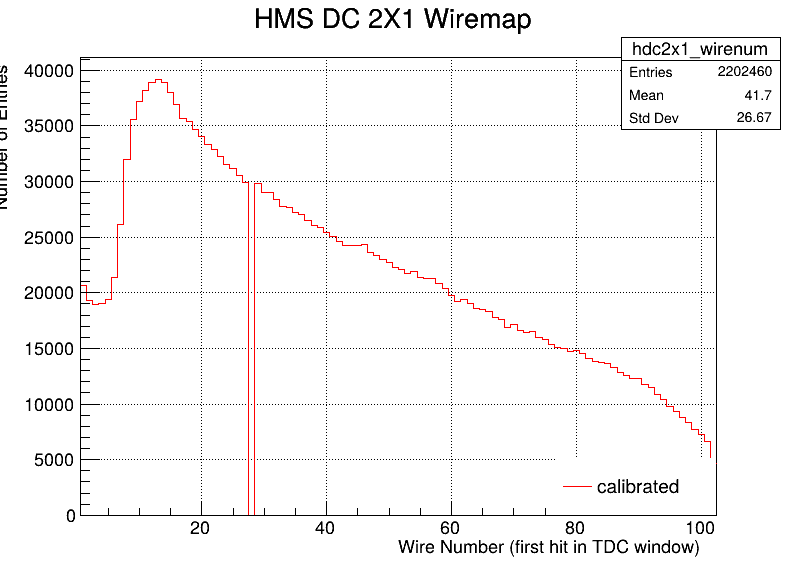 HMS DC 2X1 Wiremap
hdc2x1_wirenum
Entries 2202460
Mean 41.7
Std Dev 26.67
Number of Entries
40000
35000
30000
25000
20000
15000
10000
5000
0
20 40 60 80 100
calibrated
Wire Number (first hit in TDC window)